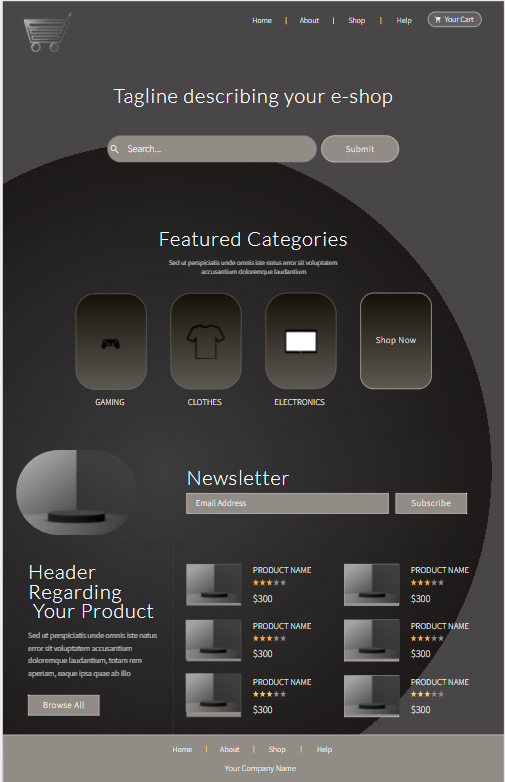 Home | About | Shop | Help Your Cart
Tagline describing your e-shop
Search... Submit
Featured Categories
Sed ut perspiciatis unde omnis iste natus error sit voluptatem
accusantium doloremque laudantium
Shop Now
GAMING CLOTHES ELECTRONICS
Newsletter
Email Address Subscribe
Header
Regarding
Your Product
Sed ut perspiciatis unde omnis iste natus
error sit voluptatem accusantium
doloremque laudantium, totam rem
aperiam, eaque ipsa quae ab illo
Browse All
PRODUCT NAME
$300
PRODUCT NAME
$300
PRODUCT NAME
$300
PRODUCT NAME
$300
PRODUCT NAME
$300
PRODUCT NAME
$300
Home | About | Shop | Help
Your Company Name